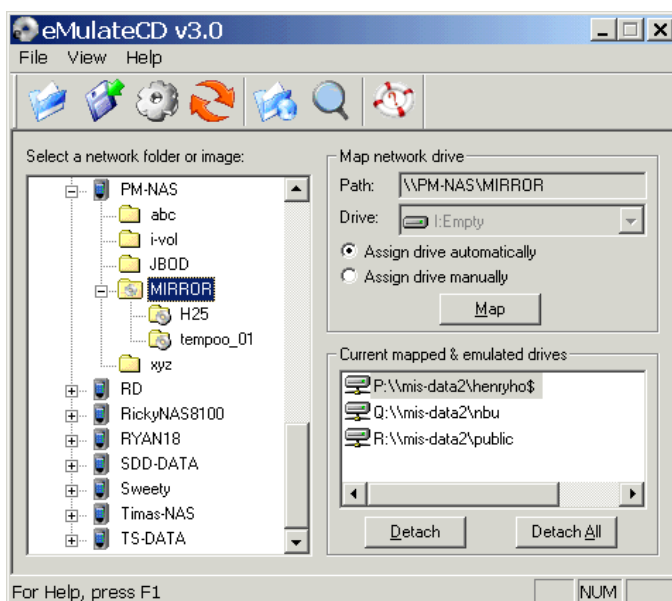 eMulateCD v3.0
File View Help
Select a network folder or image:
PM-NAS
abc
i-vol
JBOD
MIRROR
H25
tempoo_01
xyz
RD
RickyNAS8100
RYAN18
SDD-DATA
Sweety
Timas-NAS
TS-DATA
Map network drive
Path: \\PM-NAS\MIRROR
Drive: I:Empty
Assign drive automatically
Assign drive manually
Map
Current mapped & emulated drives
P:\\mis-data2\henryho$
Q:\\mis-data2\nbu
R:\\mis-data2\public
Detach Detach All
For Help, press F1 NUM